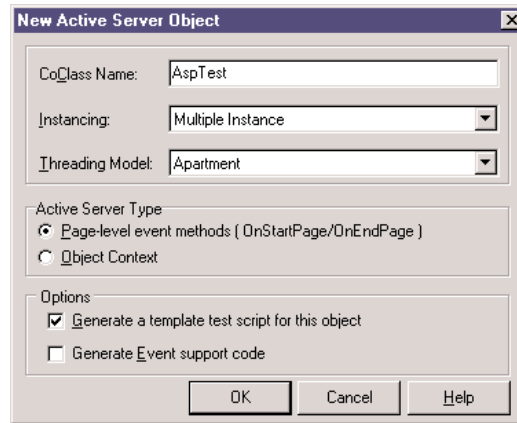 New Active Server Object
CoClass Name: AspTest
Instancing: Multiple Instance
Threading Model: Apartment
Active Server Type
Page-level event methods ( OnStartPage/OnEndPage )
Object Context
Options
Generate a template test script for this object
Generate Event support code
OK Cancel Help